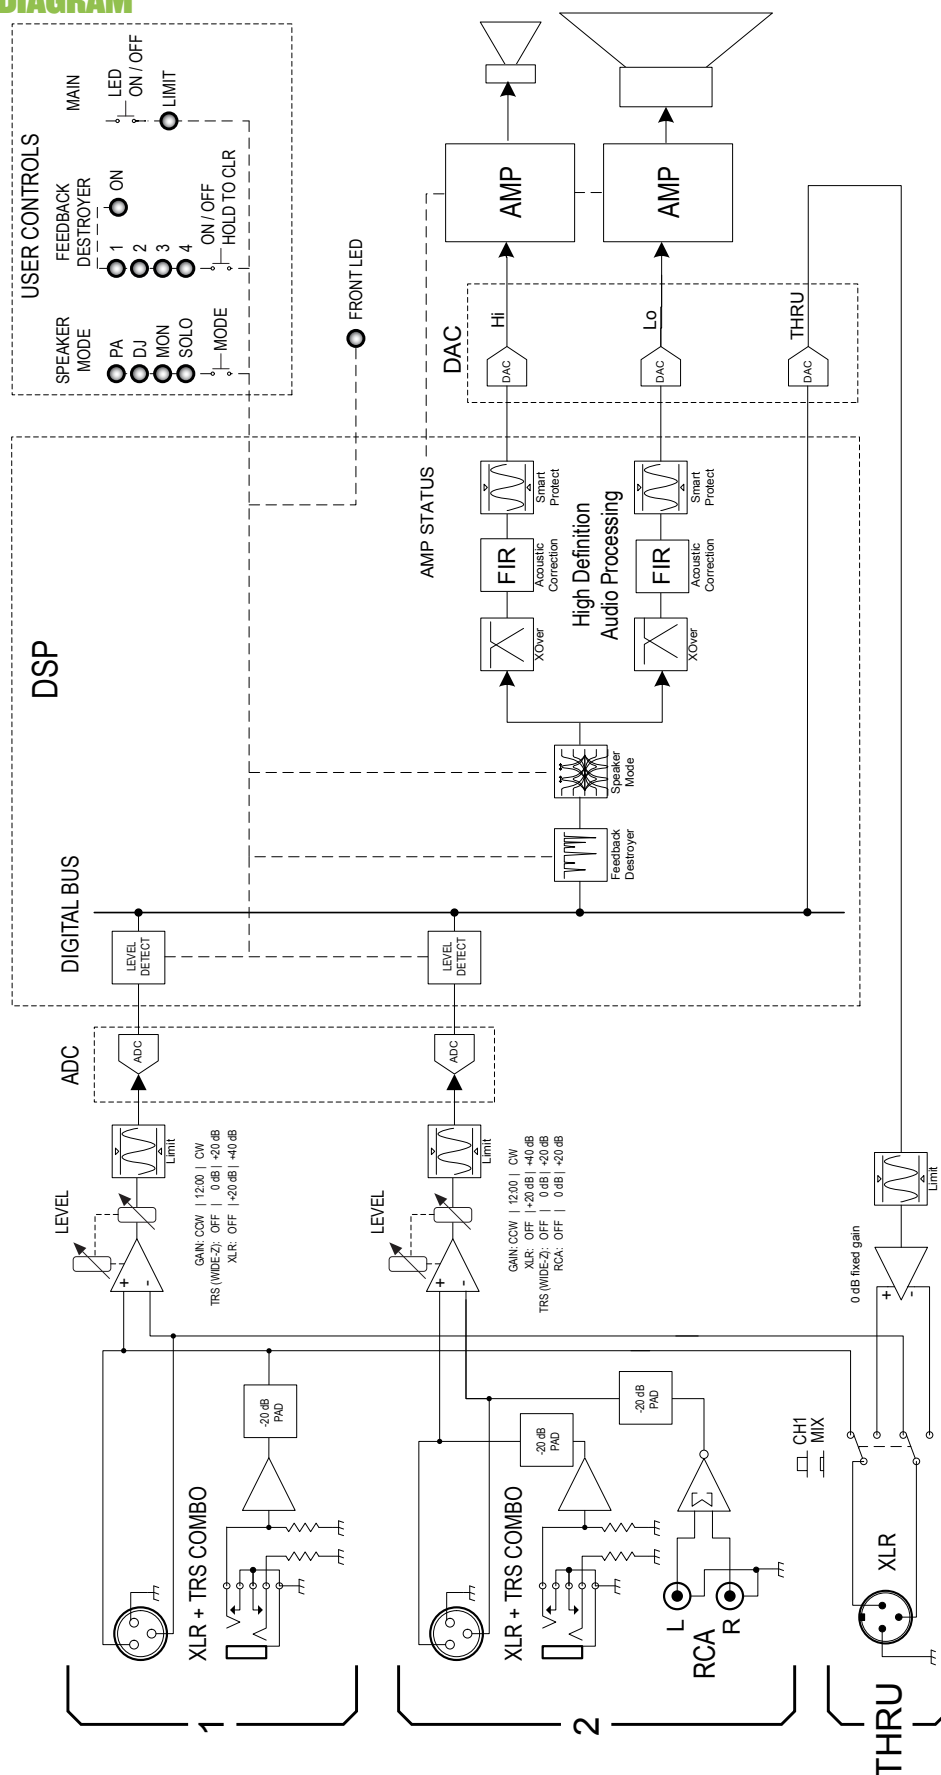 DIAGRAM
USER CONTROLS
SPEAKER
MODE
PA
DJ
MON
SOLO
MODE
FEEDBACK
DESTROYER
ON
1
2
3
4
ON / OFF
HOLD TO CLR
MAIN
LED
ON / OFF
LIMIT
FRONT LED
AMP
AMP
DAC
Hi
Lo
THRU
DAC
DAC
DAC
DSP
AMP STATUS
Smart
Protect
Smart
Protect
FIR
Acoustic
Correction
FIR
Acoustic
Correction
High Definition
Audio Processing
XOver
XOver
Speaker
Mode
Feedback
Destroyer
DIGITAL BUS
LEVEL
DETECT
LEVEL
DETECT
ADC
ADC
ADC
Limit
LEVEL
GAIN: CCW | 12:00 | CW
TRS (WIDE-Z): OFF | 0 dB | +20 dB
XLR: OFF | +20 dB | +40 dB
Limit
LEVEL
GAIN: CCW | 12:00 | CW
XLR: OFF | +20 dB | +40 dB
TRS (WIDE-Z): OFF | 0 dB | +20 dB
RCA: OFF | 0 dB | +20 dB
Limit
0 dB fixed gain
+
-
+
-
+
-
-20 dB
PAD
-20 dB
PAD
-20 dB
PAD
CH1
MIX
XLR + TRS COMBO
XLR + TRS COMBO
Σ
L
R
RCA
XLR
1
2
THRU